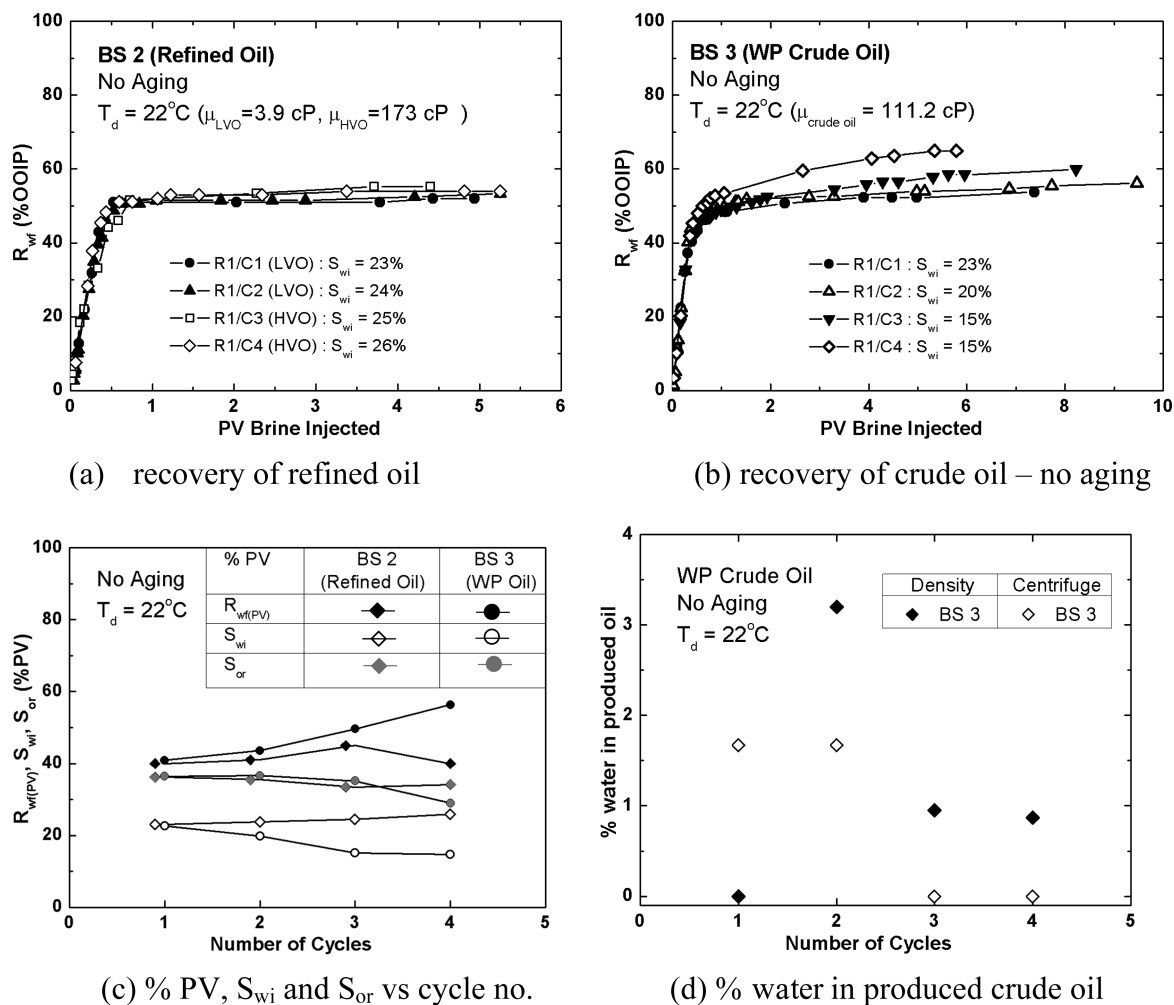 BS 2 (Refined Oil)
No Aging
T_d = 22°C (μ_LVO=3.9 cP, μ_HVO=173 cP )
R1/C1 (LVO) : S_wi = 23%
R1/C2 (LVO) : S_wi = 24%
R1/C3 (HVO) : S_wi = 25%
R1/C4 (HVO) : S_wi = 26%
R_wf (%OOIP)
100
80
60
40
20
0
0 1 2 3 4 5 6
PV Brine Injected
(a) recovery of refined oil
BS 3 (WP Crude Oil)
No Aging
T_d = 22°C (μ_crude oil = 111.2 cP)
R1/C1 : S_wi = 23%
R1/C2 : S_wi = 20%
R1/C3 : S_wi = 15%
R1/C4 : S_wi = 15%
R_wf (%OOIP)
100
80
60
40
20
0
0 2 4 6 8 10
PV Brine Injected
(b) recovery of crude oil – no aging
No Aging
T_d = 22°C
% PV BS 2 (Refined Oil) BS 3 (WP Oil)
R_wf(PV)
S_wi
S_or
R_wf(PV), S_wi, S_or (%PV)
100
80
60
40
20
0
0 1 2 3 4 5
Number of Cycles
(c) % PV, S_wi and S_or vs cycle no.
WP Crude Oil
No Aging
T_d = 22°C
Density Centrifuge
BS 3 BS 3
% water in produced oil
4
3
2
1
0
0 1 2 3 4 5
Number of Cycles
(d) % water in produced crude oil